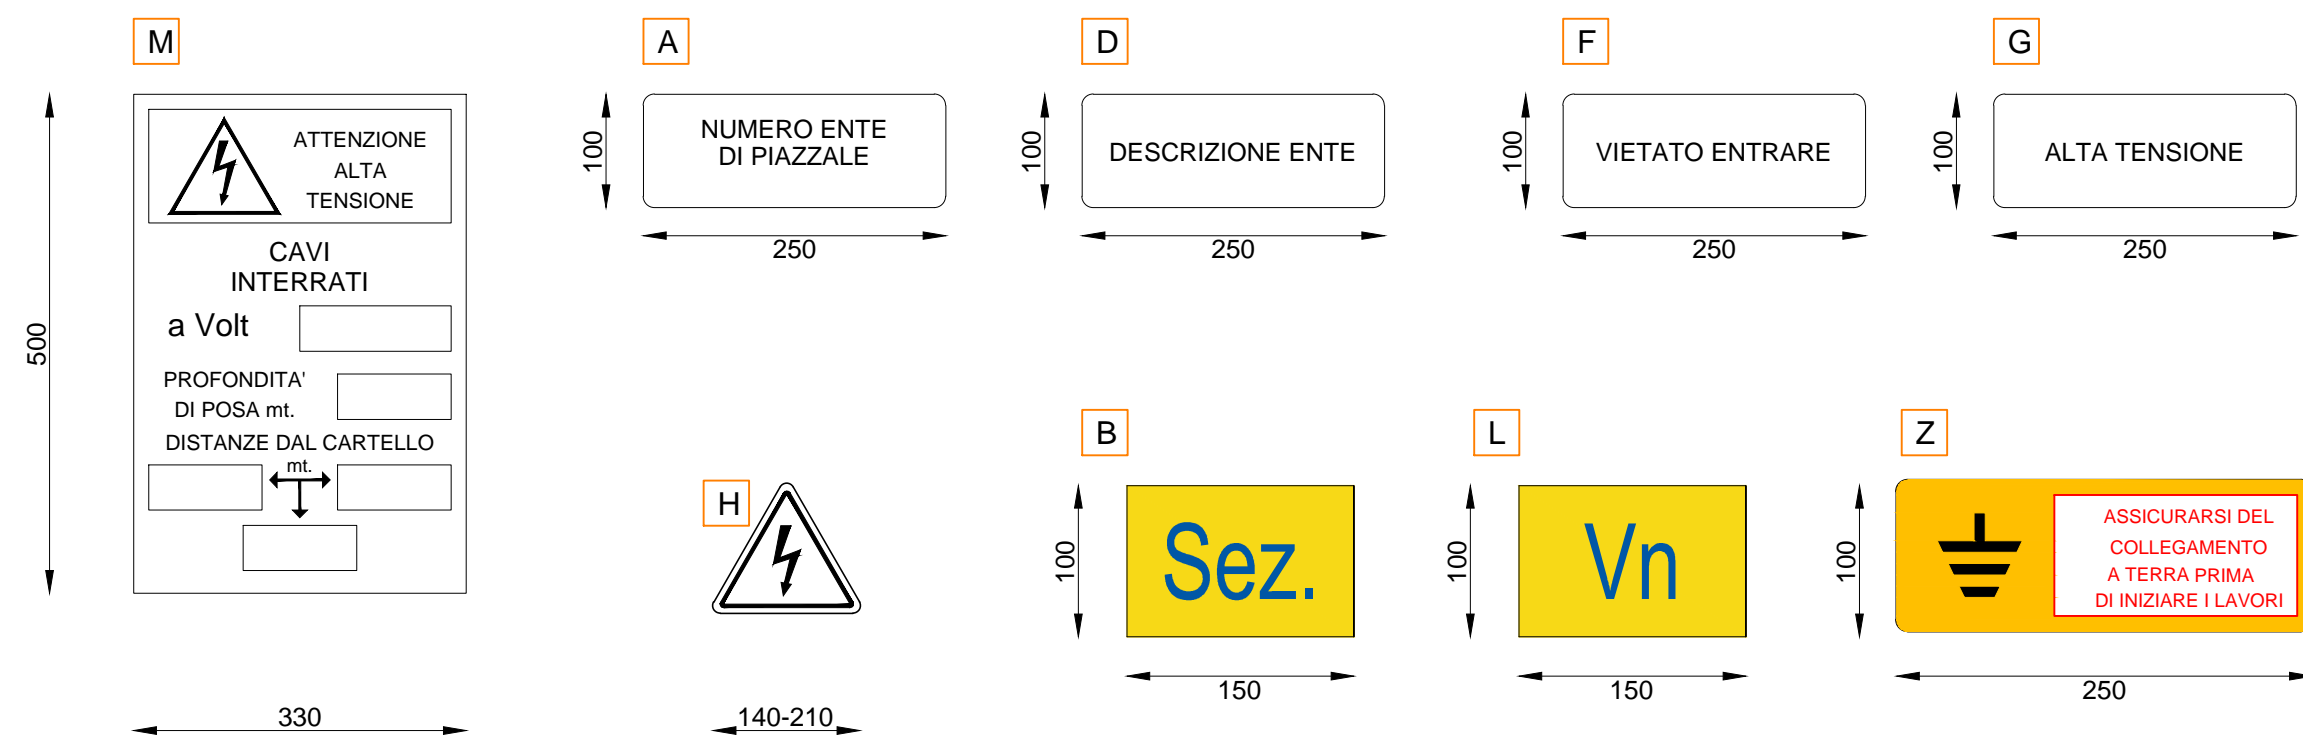 M
A
D
F
G
500
ATTENZIONE
ALTA
TENSIONE
CAVI
INTERRATI
a Volt
PROFONDITA'
DI POSA mt.
DISTANZE DAL CARTELLO
mt.
330
100
NUMERO ENTE
DI PIAZZALE
250
100
DESCRIZIONE ENTE
250
100
VIETATO ENTRARE
250
100
ALTA TENSIONE
250
H
140-210
B
100
Sez.
150
L
100
Vn
150
Z
100
ASSICURARSI DEL
COLLEGAMENTO
A TERRA PRIMA
DI INIZIARE I LAVORI
250